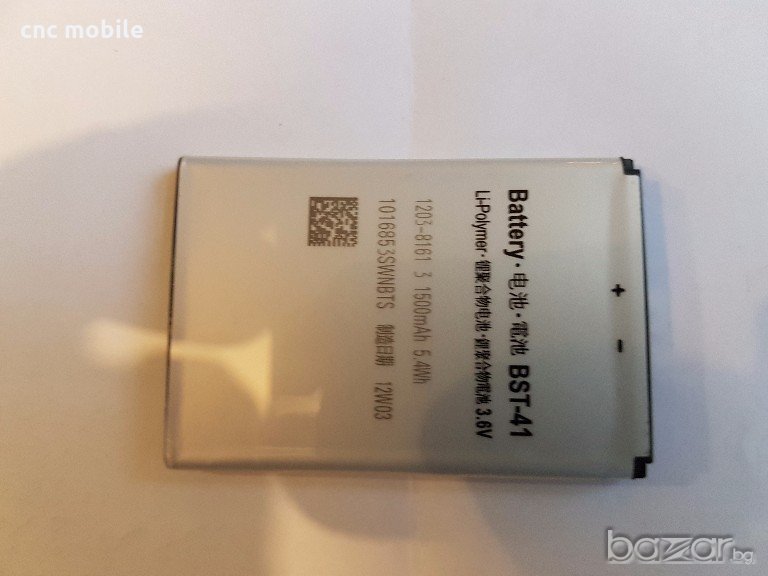 cnc mobile
Battery · 电池 · 電池 BST-41
Li-Polymer · 锂聚合物电池 · 鋰聚合物電池 3.6V
1203-8161 3 1500mAh 5.4Wh
1016853SWNBTS 制造日期 12W03
+
-
bazar.bg